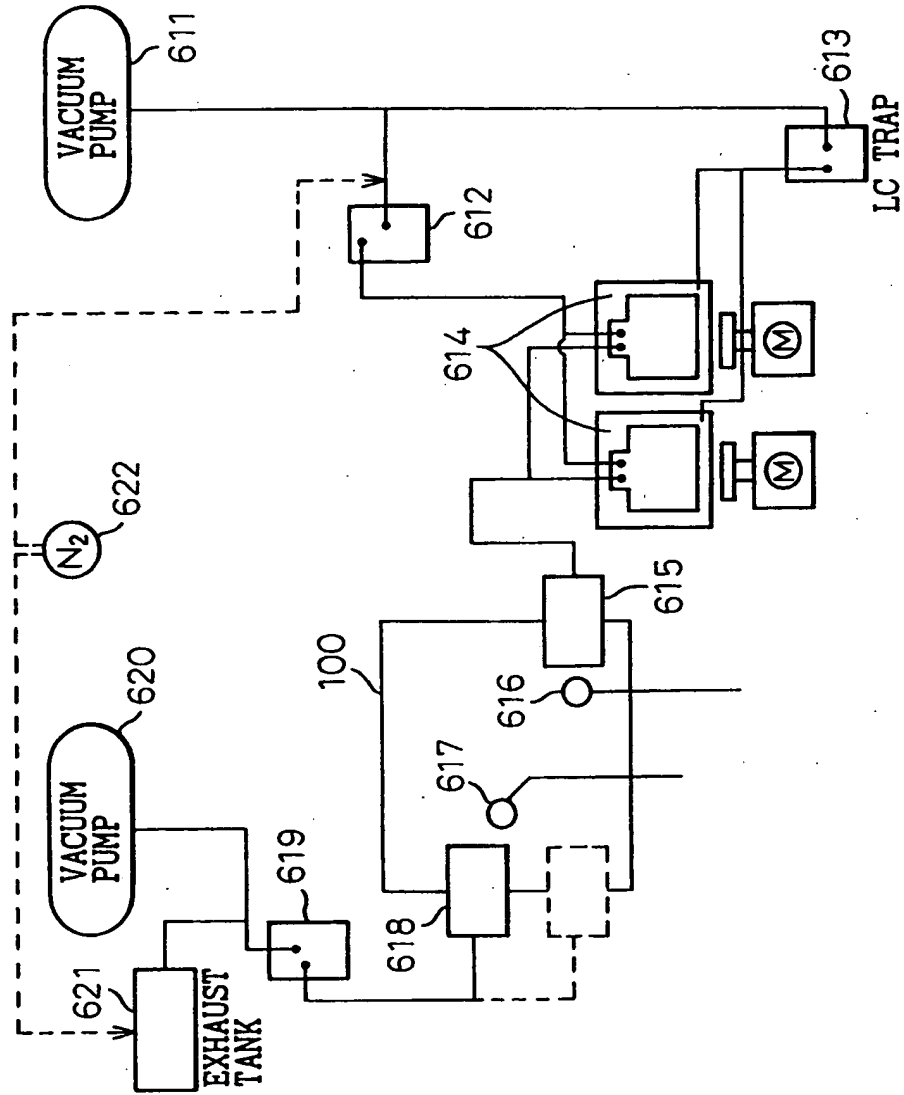 VACUUM
PUMP
620
621
EXHAUST
TANK
619
618
617
616
615
100
N2
622
VACUUM
PUMP
611
612
613
LC TRAP
614
M
M